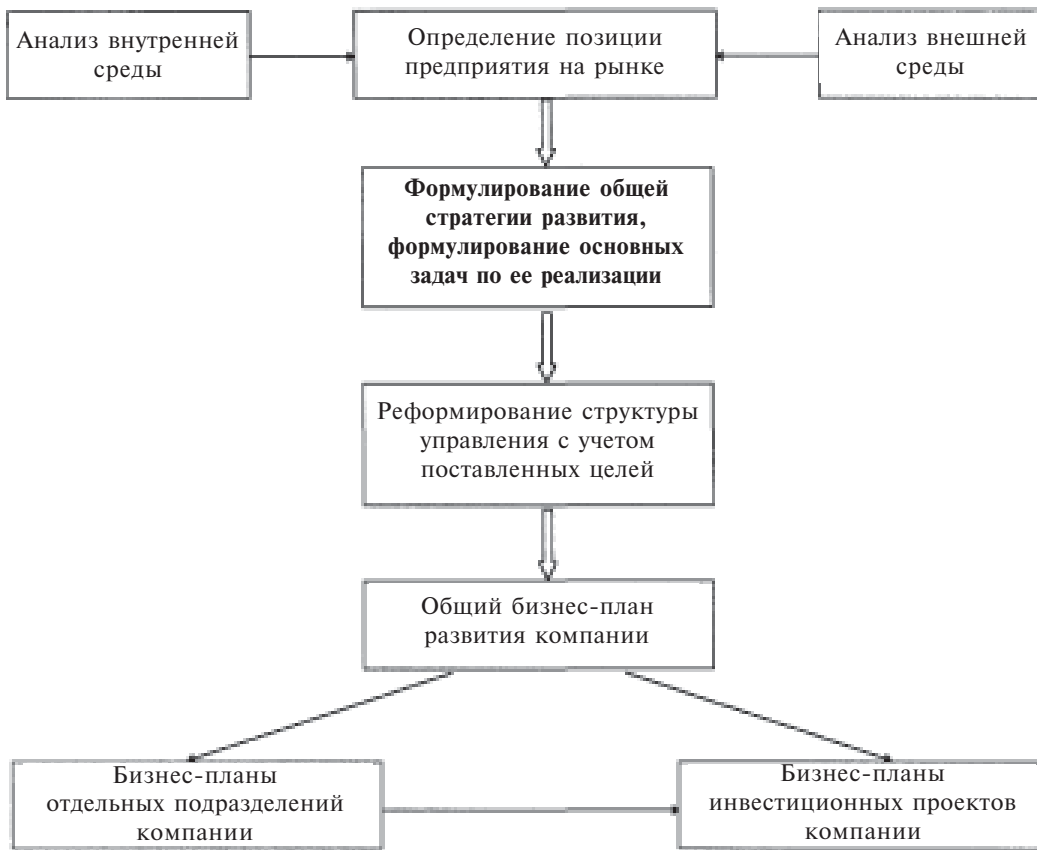 Анализ внутренней
среды
Определение позиции
предприятия на рынке
Анализ внешней
среды
Формулирование общей
стратегии развития,
формулирование основных
задач по ее реализации
Реформирование структуры
управления с учетом
поставленных целей
Общий бизнес-план
развития компании
Бизнес-планы
отдельных подразделений
компании
Бизнес-планы
инвестиционных проектов
компании